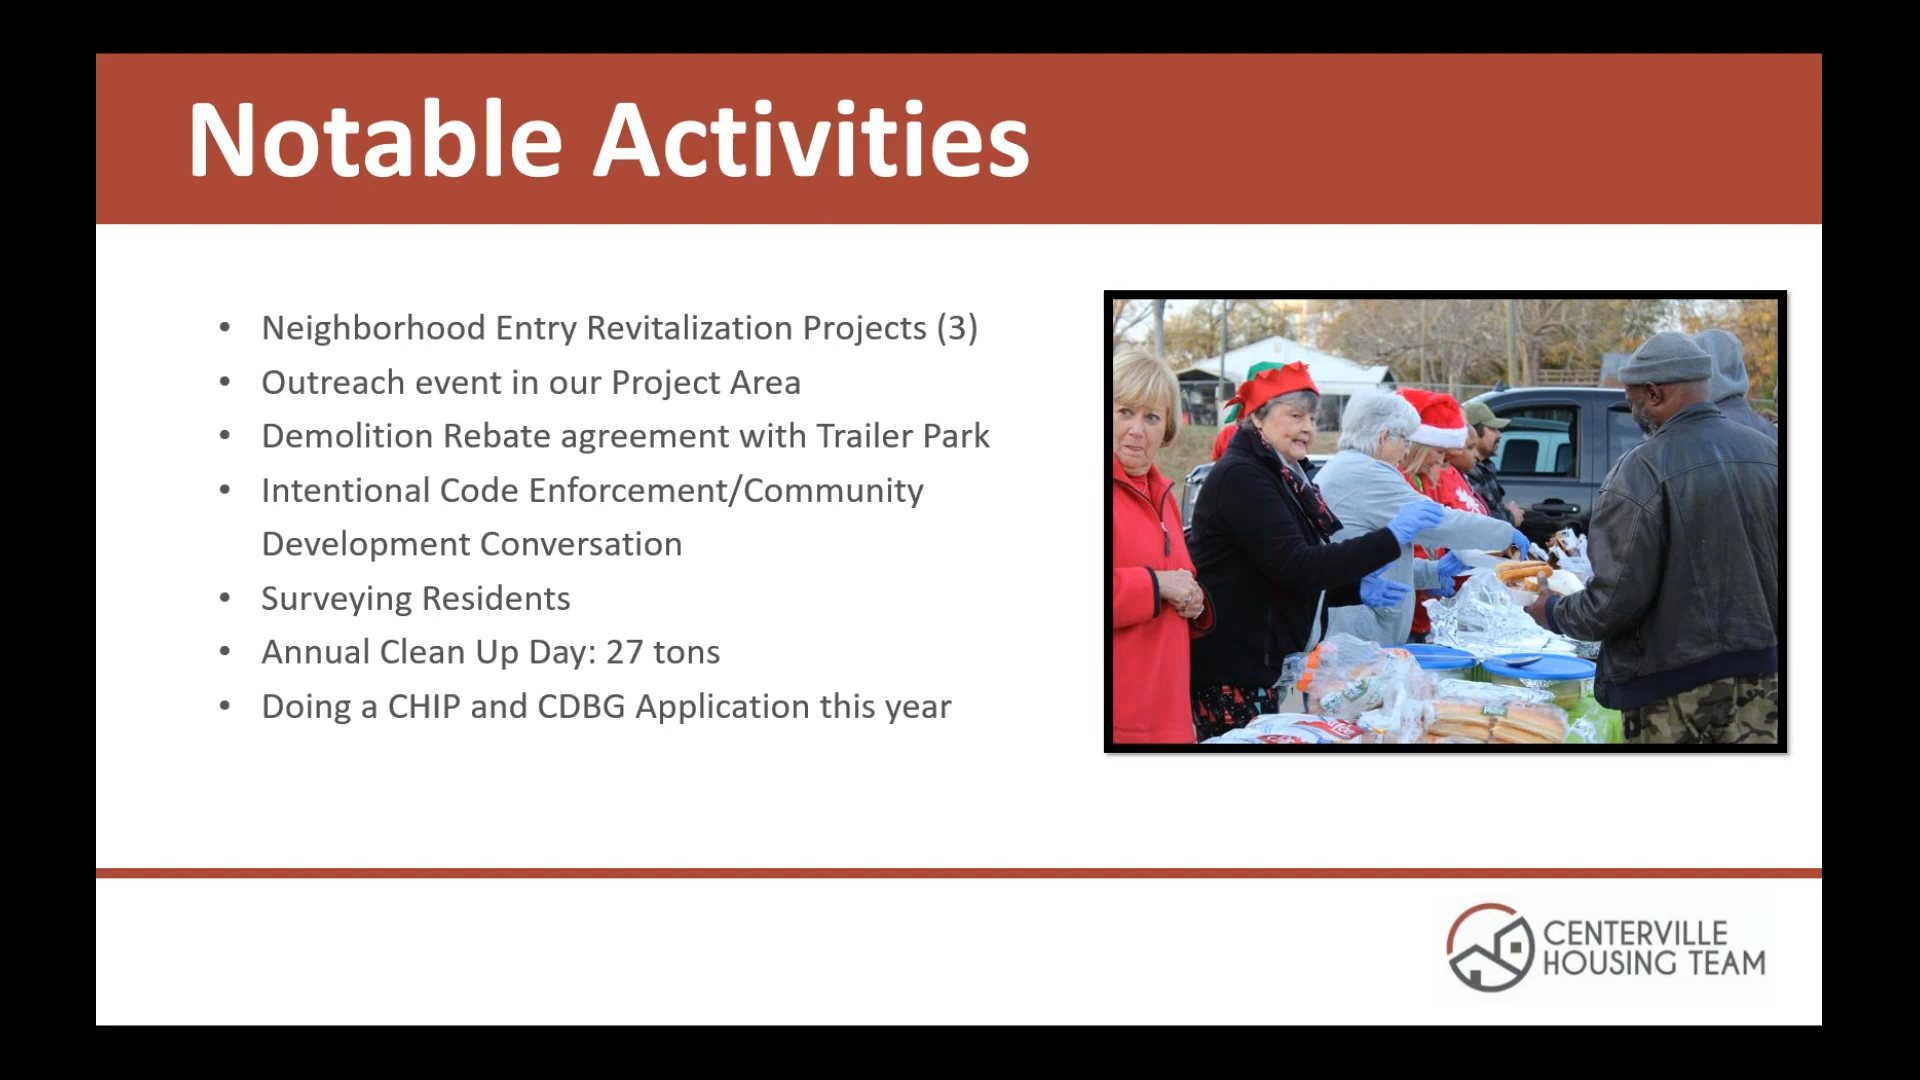 Notable Activities
• Neighborhood Entry Revitalization Projects (3)
• Outreach event in our Project Area
• Demolition Rebate agreement with Trailer Park
• Intentional Code Enforcement/Community
Development Conversation
• Surveying Residents
• Annual Clean Up Day: 27 tons
• Doing a CHIP and CDBG Application this year
CENTERVILLE
HOUSING TEAM